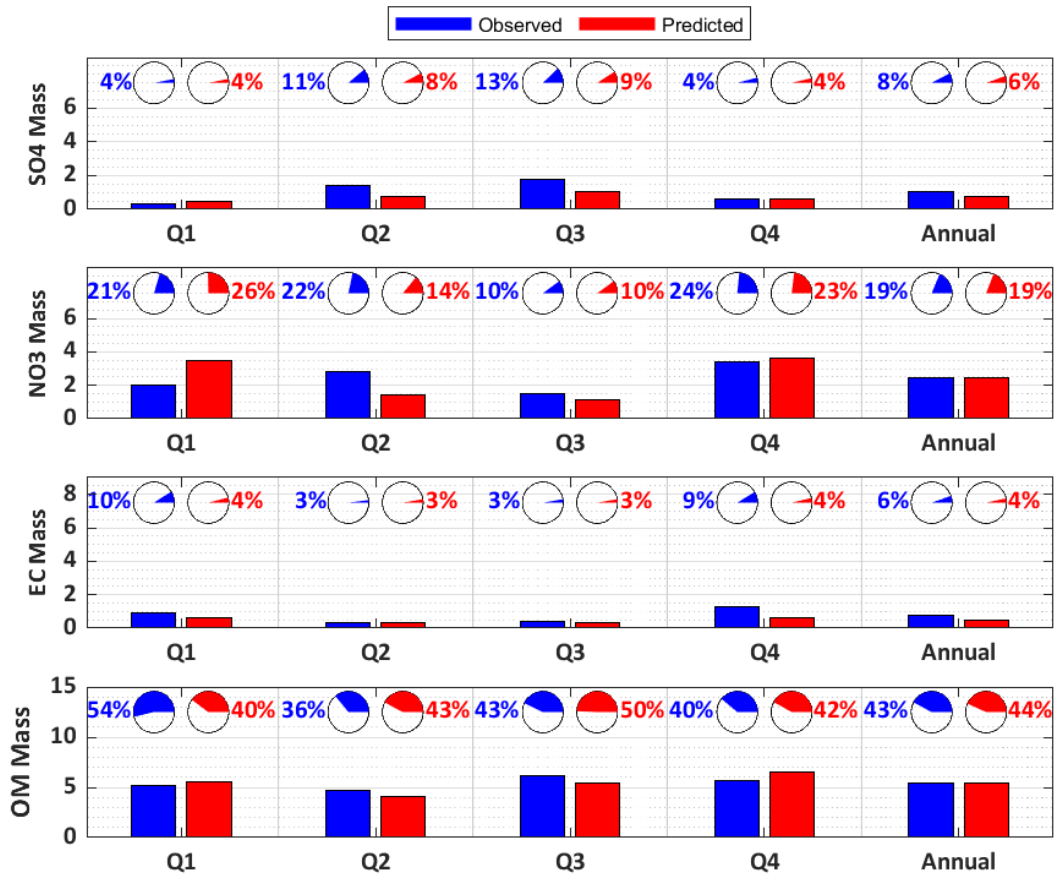 Observed Predicted
4% 4% 11% 8% 13% 9% 4% 4% 8% 6%
SO4 Mass
6
4
2
0
Q1 Q2 Q3 Q4 Annual
21% 26% 22% 14% 10% 10% 24% 23% 19% 19%
NO3 Mass
6
4
2
0
Q1 Q2 Q3 Q4 Annual
10% 4% 3% 3% 3% 3% 9% 4% 6% 4%
EC Mass
8
6
4
2
0
Q1 Q2 Q3 Q4 Annual
54% 40% 36% 43% 43% 50% 40% 42% 43% 44%
OM Mass
15
10
5
0
Q1 Q2 Q3 Q4 Annual